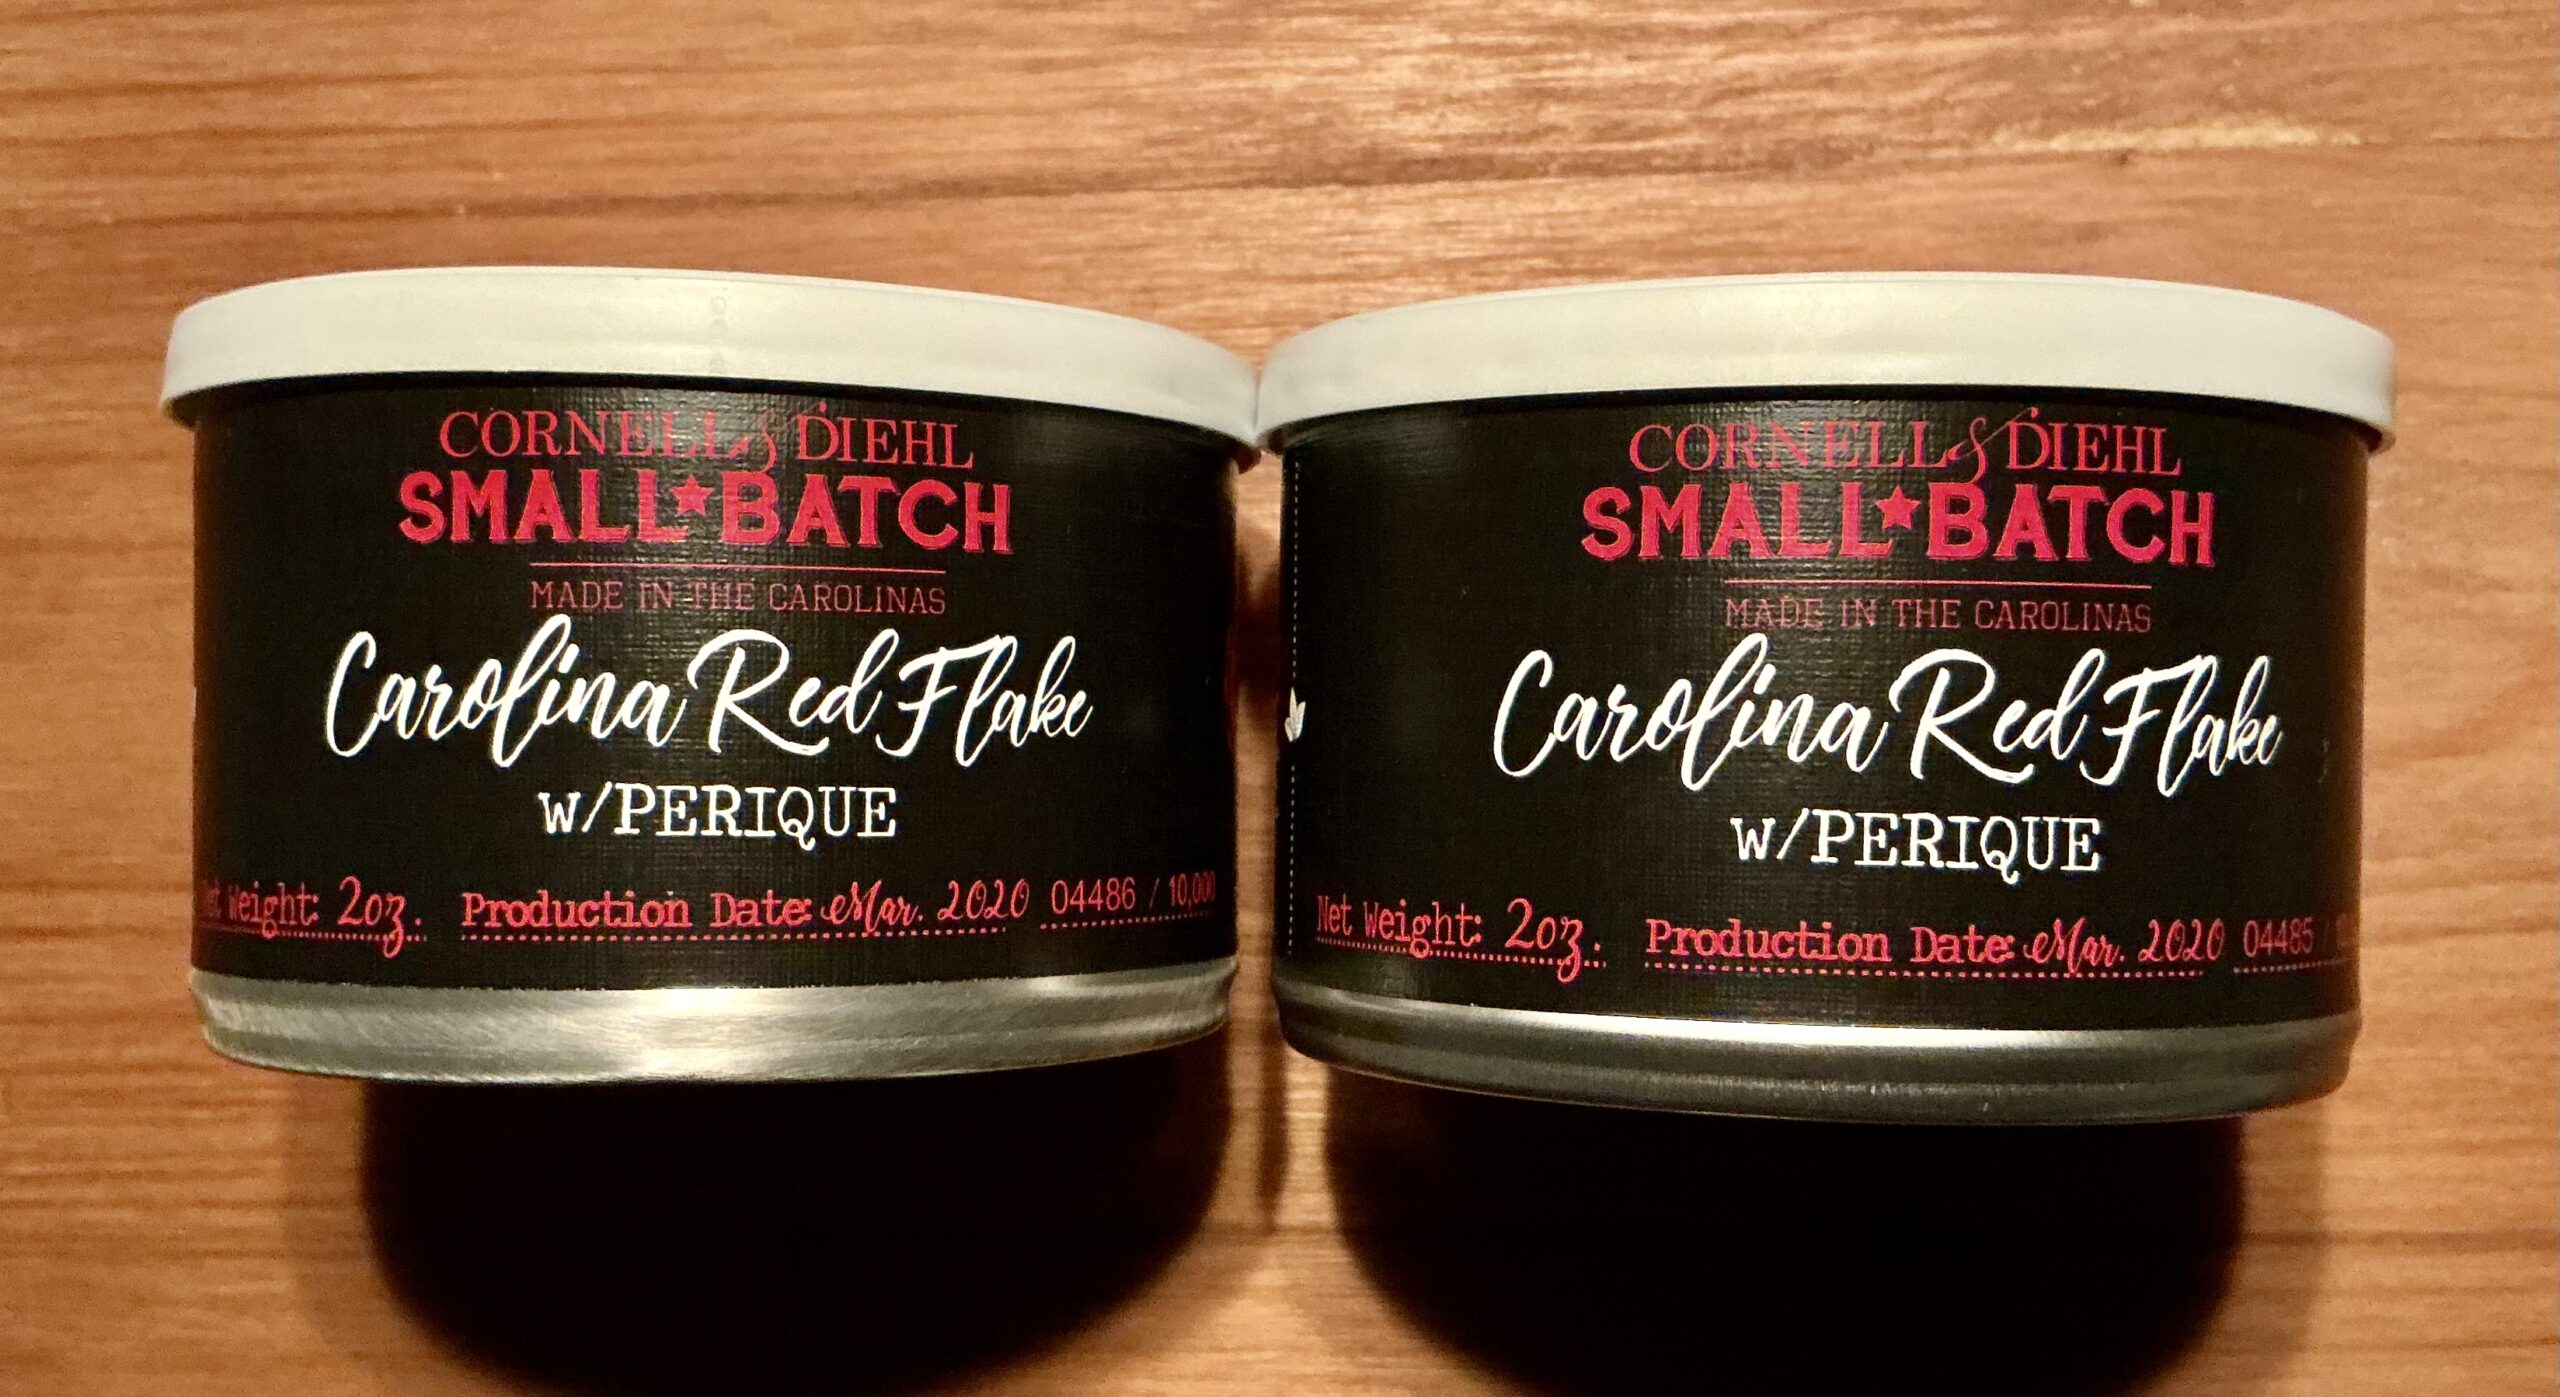 CORNELL & DIEHL
SMALL★BATCH
MADE IN THE CAROLINAS
Carolina Red Flake
w/PERIQUE
Net Weight: 2oz. Production Date: Mar. 2020 04486 / 10,000
CORNELL & DIEHL
SMALL★BATCH
MADE IN THE CAROLINAS
Carolina Red Flake
w/PERIQUE
Net Weight: 2oz. Production Date: Mar. 2020 04485 /